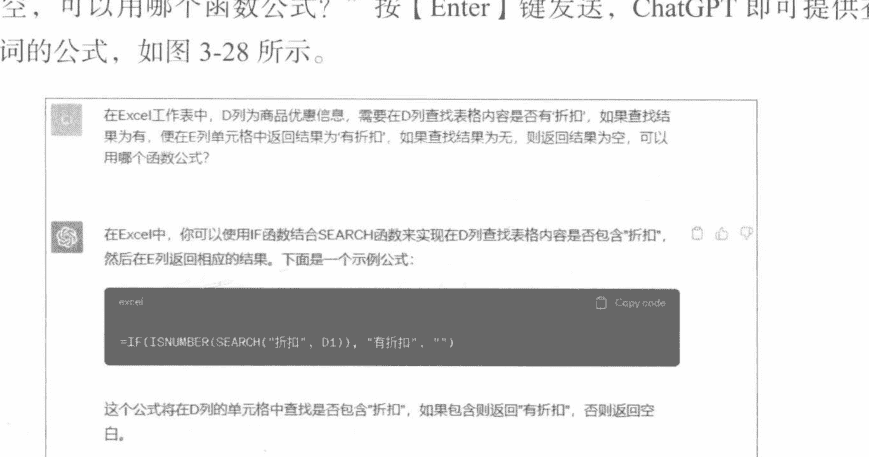 空，可以用哪个函数公式？”按【Enter】键发送，ChatGPT 即可提供查
词的公式，如图 3-28 所示。
在Excel工作表中，D列为商品优惠信息，需要在D列查找表格内容是否有'折扣'，如果查找结
果为有，便在E列单元格中返回结果为'有折扣'，如果查找结果为无，则返回结果为空，可以
用哪个函数公式？
在Excel中，你可以使用IF函数结合SEARCH函数来实现在D列查找表格内容是否包含"折扣"，
然后在E列返回相应的结果。下面是一个示例公式：
excel Copy code
=IF(ISNUMBER(SEARCH("折扣", D1)), "有折扣", "")
这个公式将在D列的单元格中查找是否包含"折扣"，如果包含则返回"有折扣"，否则返回空
白。